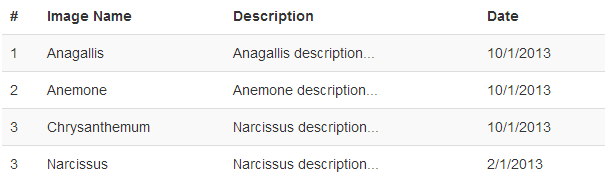 # Image Name Description Date
1 Anagallis Anagallis description... 10/1/2013
2 Anemone Anemone description... 10/1/2013
3 Chrysanthemum Narcissus description... 10/1/2013
3 Narcissus Narcissus description... 2/1/2013